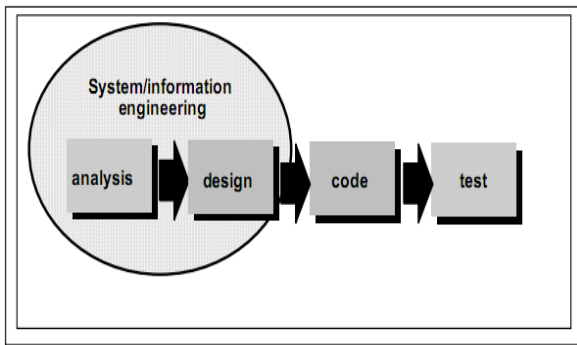 System/information
engineering
analysis
design
code
test